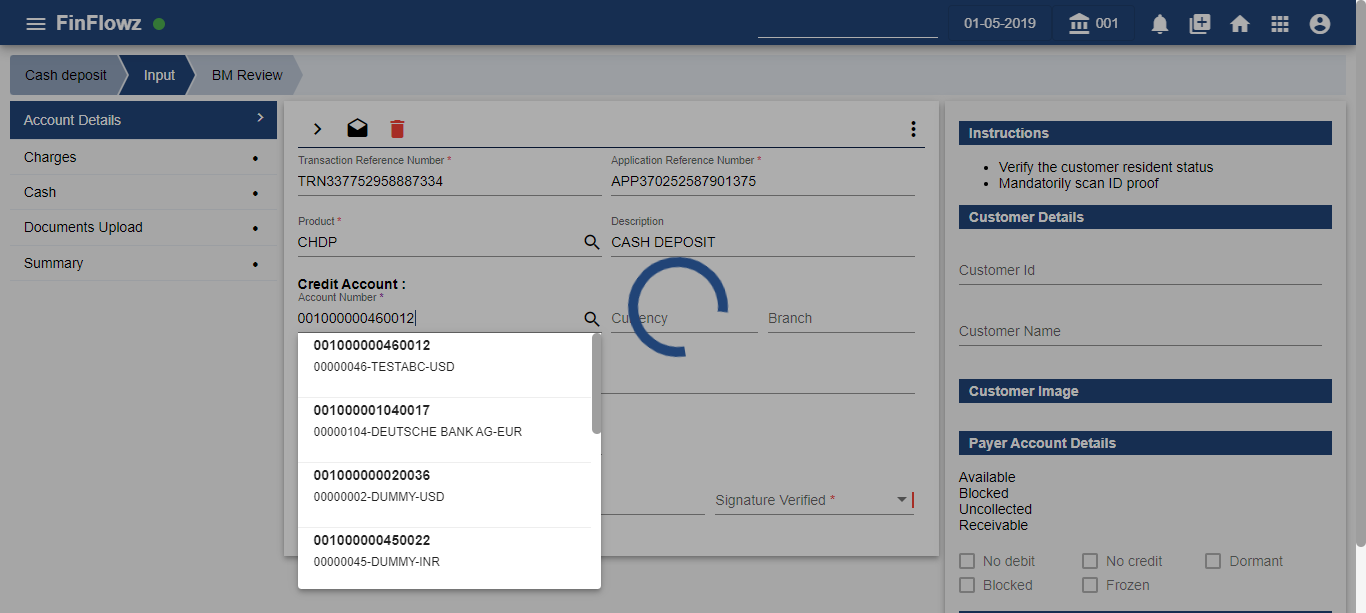 FinFlowz
01-05-2019
001
Cash deposit
Input
BM Review
Account Details
Charges
Cash
Documents Upload
Summary
Transaction Reference Number *
TRN337752958887334
Application Reference Number *
APP370252587901375
Product *
CHDP
Description
CASH DEPOSIT
Credit Account :
Account Number *
001000000460012
Currency
Branch
001000000460012
00000046-TESTABC-USD
001000001040017
00000104-DEUTSCHE BANK AG-EUR
001000000020036
00000002-DUMMY-USD
001000000450022
00000045-DUMMY-INR
Signature Verified *
Instructions
• Verify the customer resident status
• Mandatorily scan ID proof
Customer Details
Customer Id
Customer Name
Customer Image
Payer Account Details
Available
Blocked
Uncollected
Receivable
No debit
No credit
Dormant
Blocked
Frozen